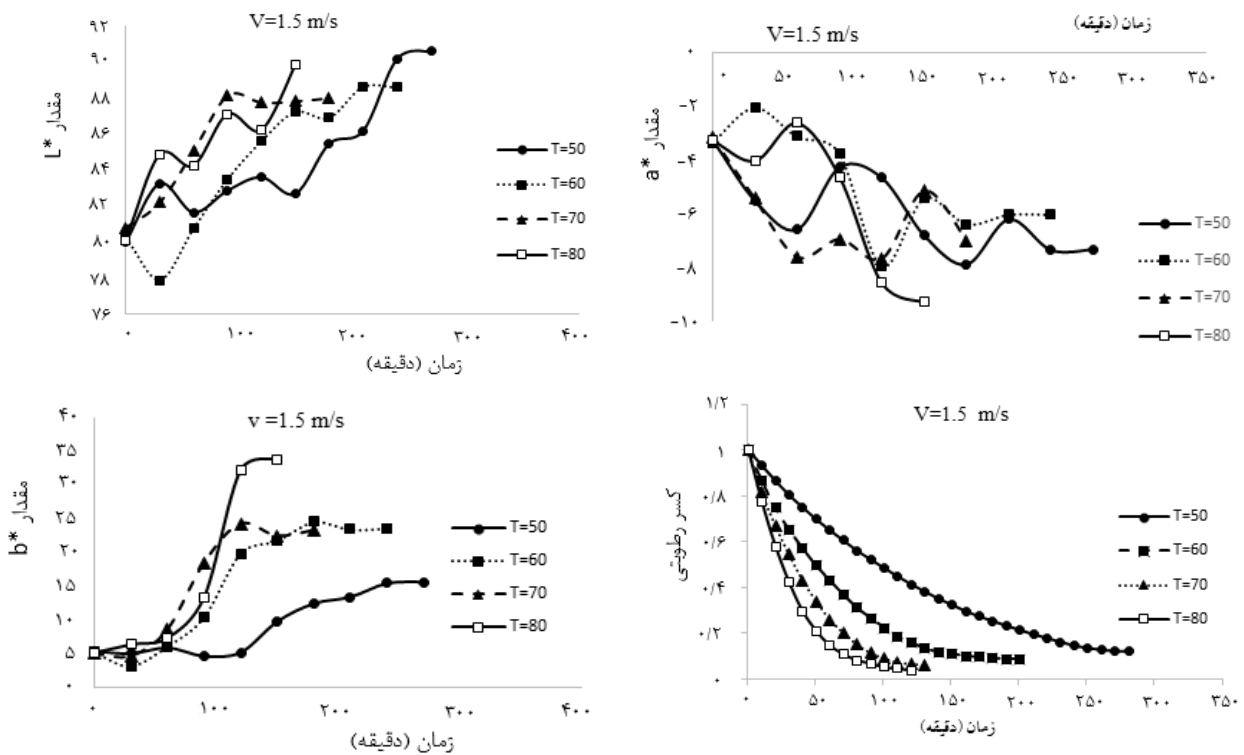 V=1.5 m/s
مقدار L*
۹۲
۹۰
۸۸
۸۶
۸۴
۸۲
۸۰
۷۸
۷۶
۰
۱۰۰
۲۰۰
۳۰۰
۴۰۰
زمان (دقیقه)
T=50
T=60
T=70
T=80
V=1.5 m/s
زمان (دقیقه)
مقدار a*
۰
-۲
-۴
-۶
-۸
-۱۰
۰
۵۰
۱۰۰
۱۵۰
۲۰۰
۲۵۰
۳۰۰
۳۵۰
T=50
T=60
T=70
T=80
v =1.5 m/s
مقدار b*
۴۰
۳۵
۳۰
۲۵
۲۰
۱۵
۱۰
۵
۰
۰
۱۰۰
۲۰۰
۳۰۰
۴۰۰
زمان (دقیقه)
T=50
T=60
T=70
T=80
V=1.5 m/s
کسر رطوبتی
۱/۲
۱
۰/۸
۰/۶
۰/۴
۰/۲
۰
۰
۵۰
۱۰۰
۱۵۰
۲۰۰
۲۵۰
۳۰۰
۳۵۰
زمان (دقیقه)
T=50
T=60
T=70
T=80